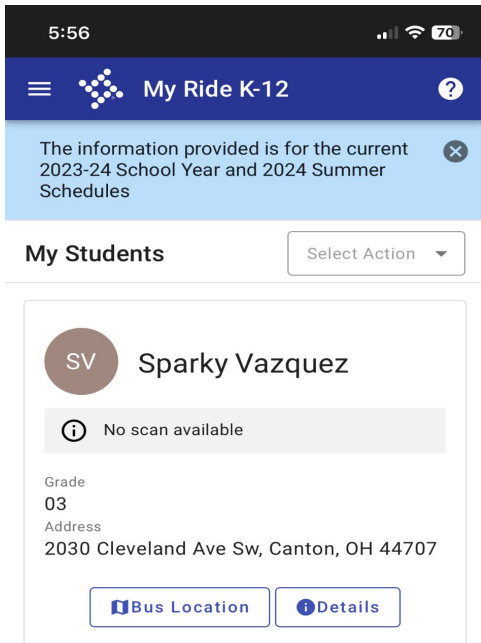 5:56
70
My Ride K-12
?
The information provided is for the current
2023-24 School Year and 2024 Summer
Schedules
My Students
Select Action
SV
Sparky Vazquez
No scan available
Grade
03
Address
2030 Cleveland Ave Sw, Canton, OH 44707
Bus Location
Details